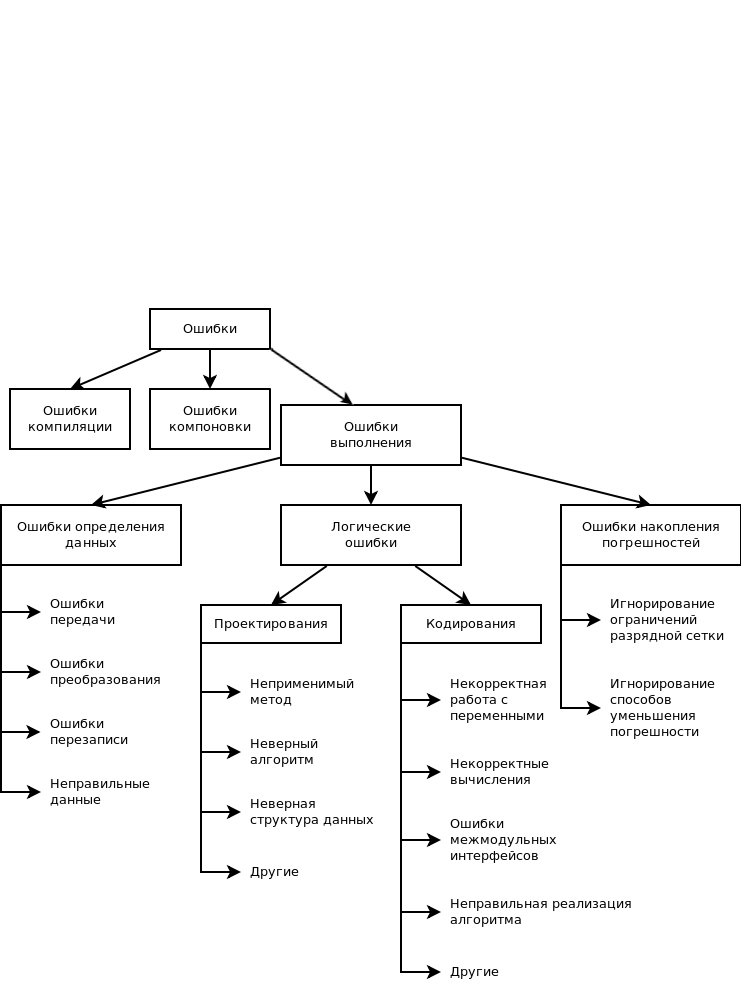 Ошибки
Ошибки
компиляции
Ошибки
компоновки
Ошибки
выполнения
Ошибки определения
данных
Логические
ошибки
Ошибки накопления
погрешностей
Ошибки
передачи
Ошибки
преобразования
Ошибки
перезаписи
Неправильные
данные
Проектирования
Неприменимый
метод
Неверный
алгоритм
Неверная
структура данных
Другие
Кодирования
Некорректная
работа с
переменными
Некорректные
вычисления
Ошибки
межмодульных
интерфейсов
Неправильная реализация
алгоритма
Другие
Игнорирование
ограничений
разрядной сетки
Игнорирование
способов
уменьшения
погрешности